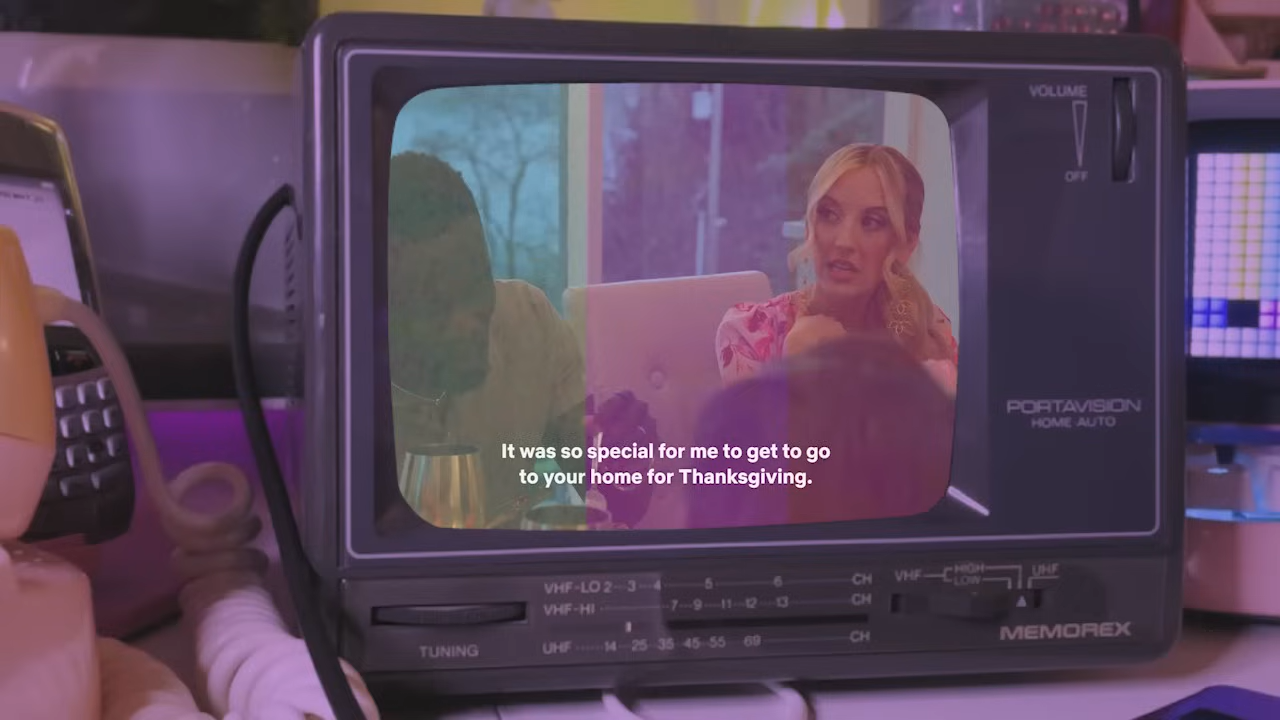 VOLUME
OFF
PORTAVISION
HOME·AUTO
It was so special for me to get to go
to your home for Thanksgiving.
VHF-LO 2 3 4 5 6 CH
VHF-HI 7 9 11 12 13 CH
UHF 14 25 35 45 55 69 CH
TUNING
VHF HIGH LOW UHF
MEMOREX